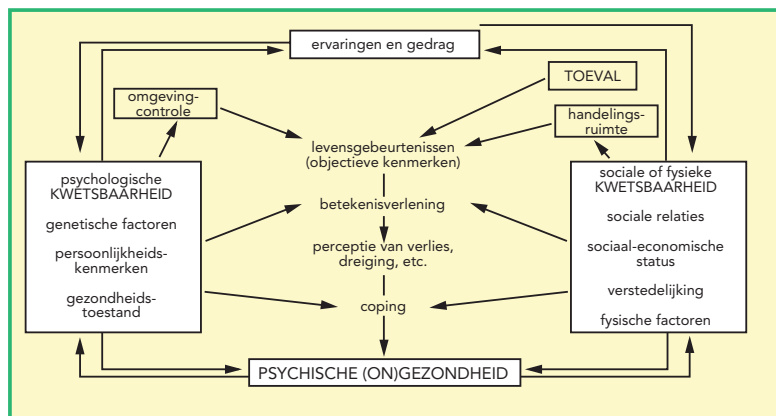 ervaringen en gedrag
TOEVAL
omgeving-
controle
handelings-
ruimte
levensgebeurtenissen
(objectieve kenmerken)
psychologische
KWETSBAARHEID
genetische factoren
persoonlijkheids-
kenmerken
gezondheids-
toestand
betekenisverlening
perceptie van verlies,
dreiging, etc.
coping
sociale of fysieke
KWETSBAARHEID
sociale relaties
sociaal-economische
status
verstedelijking
fysische factoren
PSYCHISCHE (ON)GEZONDHEID